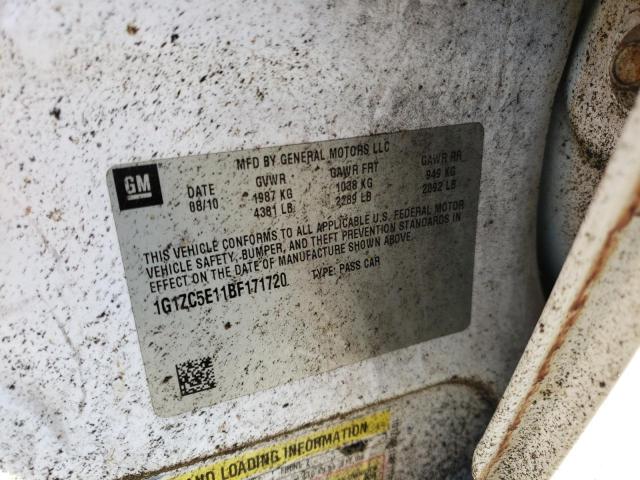 GM
MFD BY GENERAL MOTORS LLC
DATE GVWR GAWR FRT GAWR RR
08/10 1987 KG 1038 KG 949 KG
4381 LB 2289 LB 2092 LB
THIS VEHICLE CONFORMS TO ALL APPLICABLE U.S. FEDERAL MOTOR
VEHICLE SAFETY, BUMPER, AND THEFT PREVENTION STANDARDS IN
EFFECT ON THE DATE OF MANUFACTURE SHOWN ABOVE.
1G1ZC5E11BF171720 TYPE: PASS CAR
AND LOADING INFORMATION